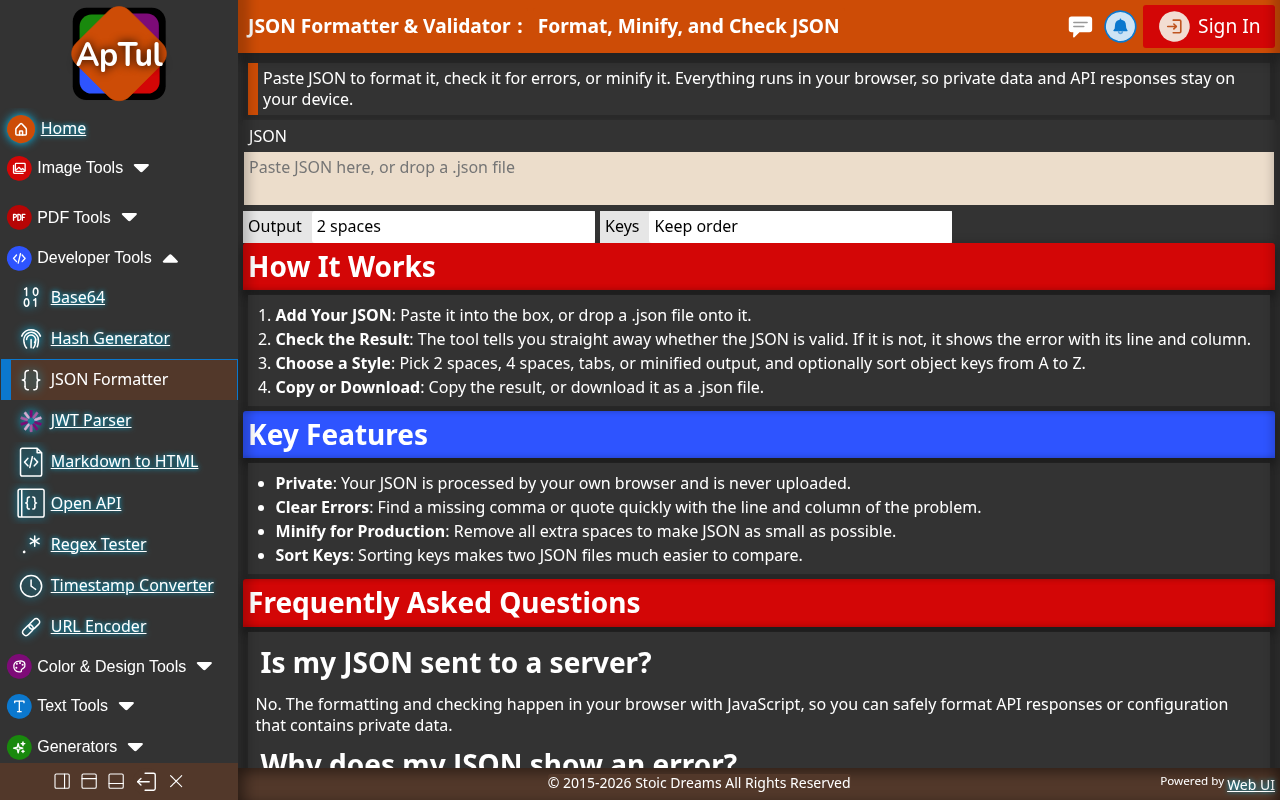 ApTul
Home
Image Tools
PDF Tools
Developer Tools
Base64
Hash Generator
JSON Formatter
JWT Parser
Markdown to HTML
Open API
Regex Tester
Timestamp Converter
URL Encoder
Color & Design Tools
Text Tools
Generators
JSON Formatter & Validator : Format, Minify, and Check JSON
Sign In
Paste JSON to format it, check it for errors, or minify it. Everything runs in your browser, so private data and API responses stay on
your device.
JSON
Paste JSON here, or drop a .json file
Output 2 spaces Keys Keep order
How It Works
1. Add Your JSON: Paste it into the box, or drop a .json file onto it.
2. Check the Result: The tool tells you straight away whether the JSON is valid. If it is not, it shows the error with its line and column.
3. Choose a Style: Pick 2 spaces, 4 spaces, tabs, or minified output, and optionally sort object keys from A to Z.
4. Copy or Download: Copy the result, or download it as a .json file.
Key Features
• Private: Your JSON is processed by your own browser and is never uploaded.
• Clear Errors: Find a missing comma or quote quickly with the line and column of the problem.
• Minify for Production: Remove all extra spaces to make JSON as small as possible.
• Sort Keys: Sorting keys makes two JSON files much easier to compare.
Frequently Asked Questions
Is my JSON sent to a server?
No. The formatting and checking happen in your browser with JavaScript, so you can safely format API responses or configuration
that contains private data.
Why does my JSON show an error?
© 2015-2026 Stoic Dreams All Rights Reserved
Powered by Web UI